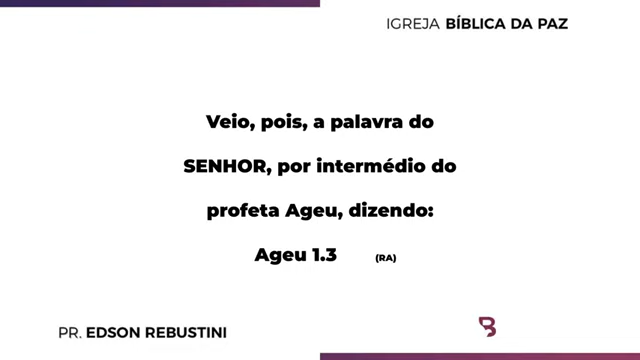 IGREJA BÍBLICA DA PAZ
Veio, pois, a palavra do
SENHOR, por intermédio do
profeta Ageu, dizendo:
Ageu 1.3 (RA)
PR. EDSON REBUSTINI